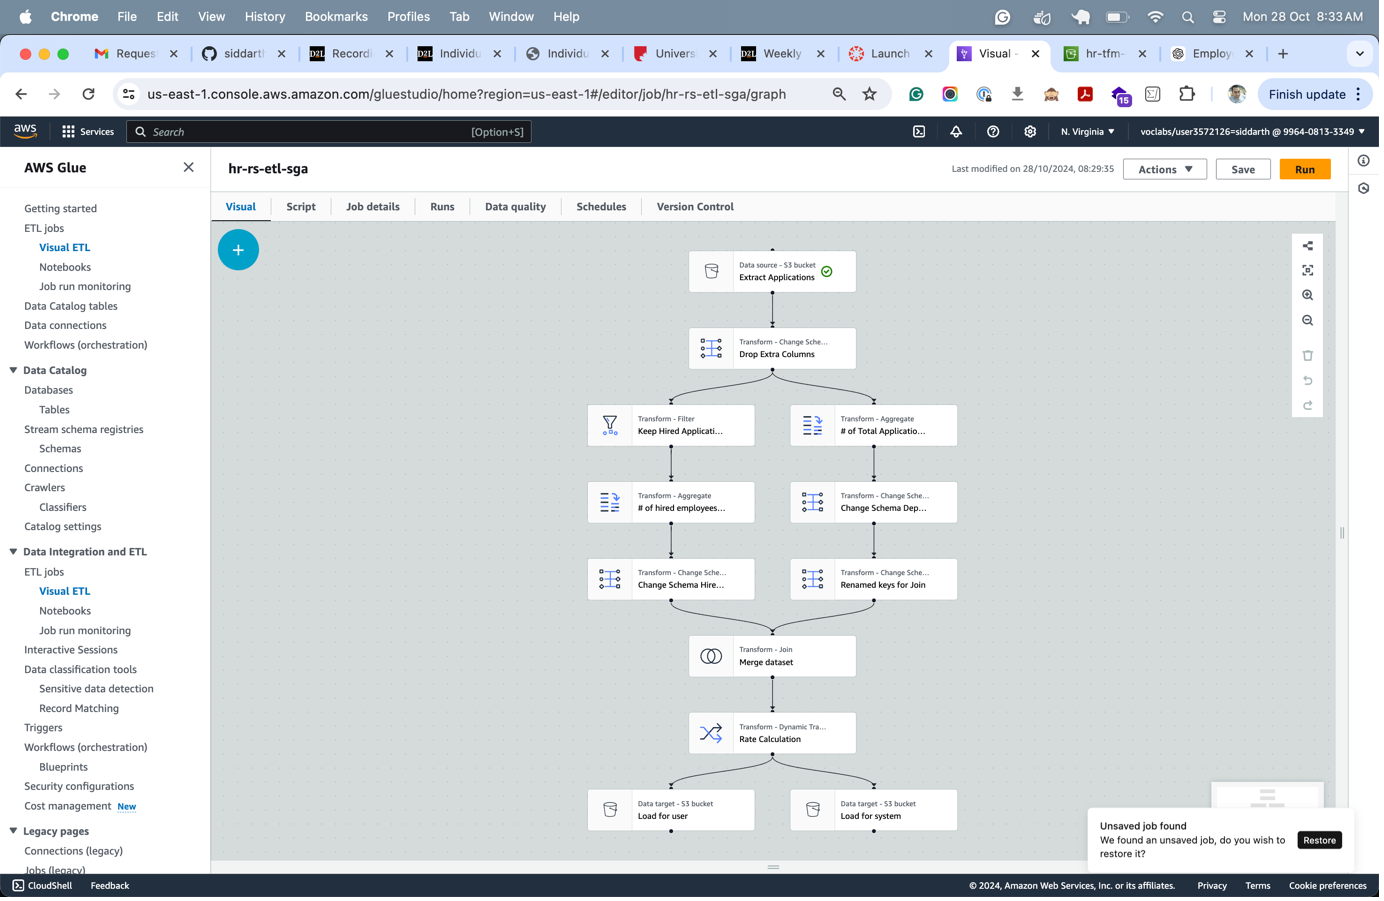 Chrome File Edit View History Bookmarks Profiles Tab Window Help Mon 28 Oct 8:33 AM
Reques siddarth D2L Recordi D2L Individu Individu Univers D2L Weekly Launch Visual - hr-tfm- Employ
us-east-1.console.aws.amazon.com/gluestudio/home?region=us-east-1#/editor/job/hr-rs-etl-sga/graph 15 Finish update
aws Services Search [Option+S] N. Virginia voclabs/user3572126=siddarth @ 9964-0813-3349
AWS Glue
Getting started
ETL jobs
Visual ETL
Notebooks
Job run monitoring
Data Catalog tables
Data connections
Workflows (orchestration)
Data Catalog
Databases
Tables
Stream schema registries
Schemas
Connections
Crawlers
Classifiers
Catalog settings
Data Integration and ETL
ETL jobs
Visual ETL
Notebooks
Job run monitoring
Interactive Sessions
Data classification tools
Sensitive data detection
Record Matching
Triggers
Workflows (orchestration)
Blueprints
Security configurations
Cost management New
Legacy pages
Connections (legacy)
Jobs (legacy)
hr-rs-etl-sga
Last modified on 28/10/2024, 08:29:35 Actions Save Run
Visual Script Job details Runs Data quality Schedules Version Control
Data source - S3 bucket
Extract Applications
Transform - Change Sche...
Drop Extra Columns
Transform - Filter
Keep Hired Applicati...
Transform - Aggregate
# of Total Applicatio...
Transform - Aggregate
# of hired employees...
Transform - Change Sche...
Change Schema Dep...
Transform - Change Sche...
Change Schema Hire...
Transform - Change Sche...
Renamed keys for Join
Transform - Join
Merge dataset
Transform - Dynamic Tra...
Rate Calculation
Data target - S3 bucket
Load for user
Data target - S3 bucket
Load for system
Unsaved job found
We found an unsaved job, do you wish to
restore it?
Restore
CloudShell Feedback © 2024, Amazon Web Services, Inc. or its affiliates. Privacy Terms Cookie preferences